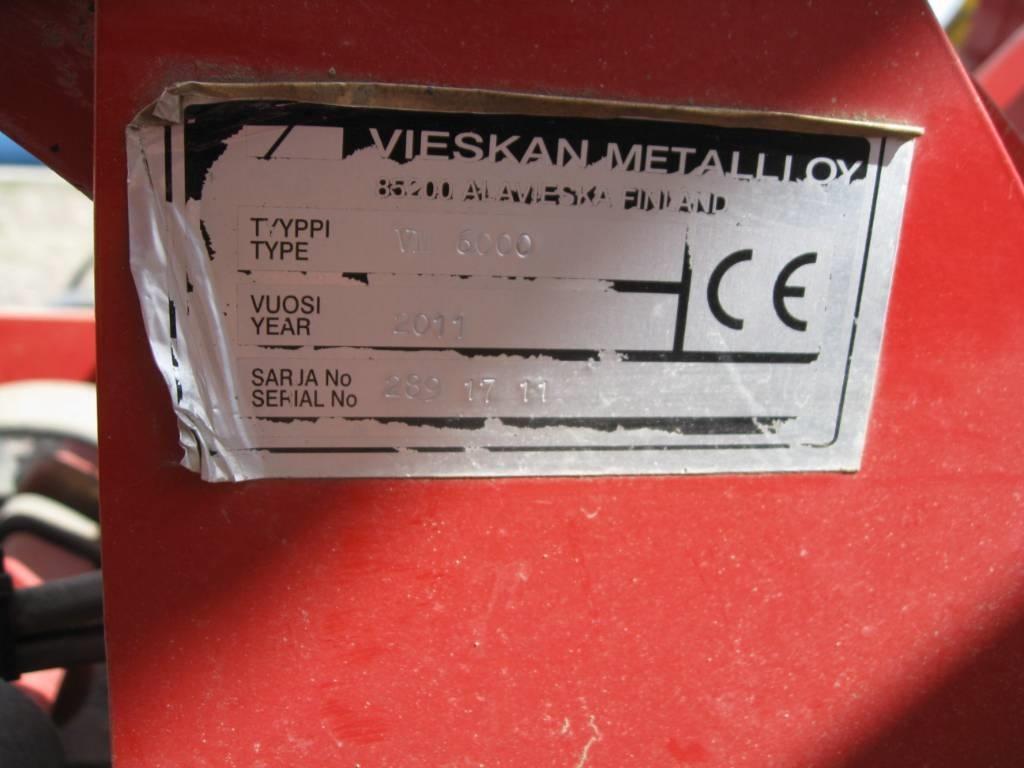 VIESKAN METALLI OY
85200 ALAVIESKA FINLAND
TYYPPI
TYPE VM 6000
CE
VUOSI
YEAR 2011
SARJA No
SERIAL No 289 17 11